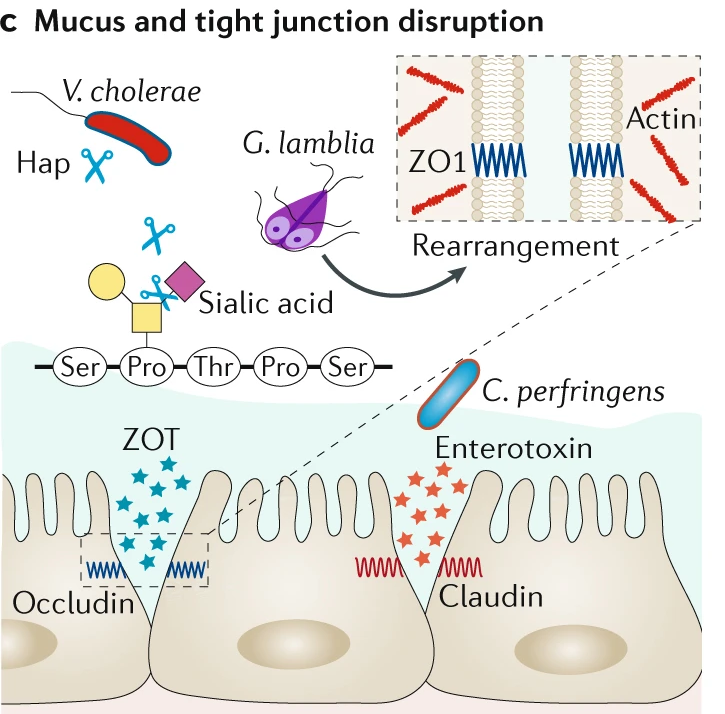 c Mucus and tight junction disruption
V. cholerae
Hap
G. lamblia
Actin
ZO1
Rearrangement
Sialic acid
Ser Pro Thr Pro Ser
C. perfringens
ZOT
Enterotoxin
Occludin
Claudin